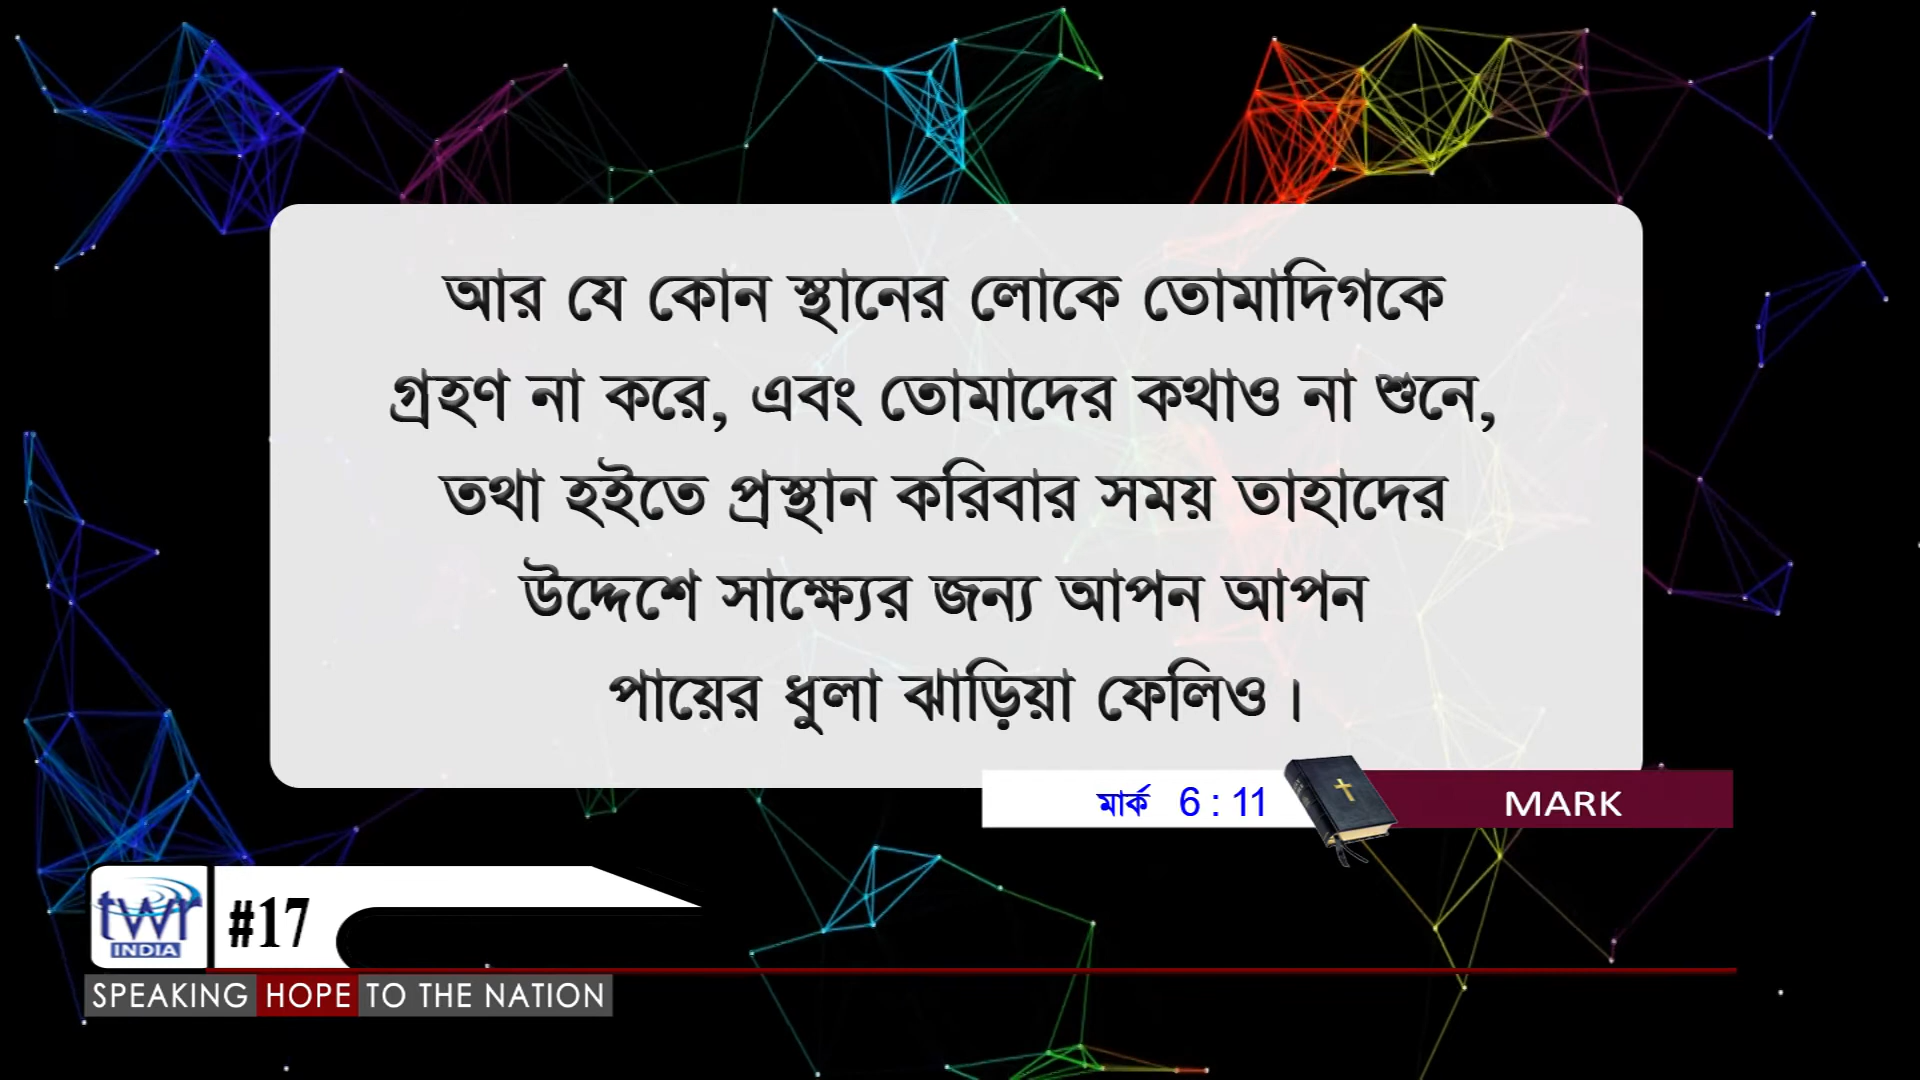 আর যে কোন স্থানের লোকে তোমাদিগকে
গ্রহণ না করে, এবং তোমাদের কথাও না শুনে,
তথা হইতে প্রস্থান করিবার সময় তাহাদের
উদ্দেশে সাক্ষ্যের জন্য আপন আপন
পায়ের ধুলা ঝাড়িয়া ফেলিও।
মার্ক 6 : 11
MARK
twr
INDIA
#17
SPEAKING HOPE TO THE NATION